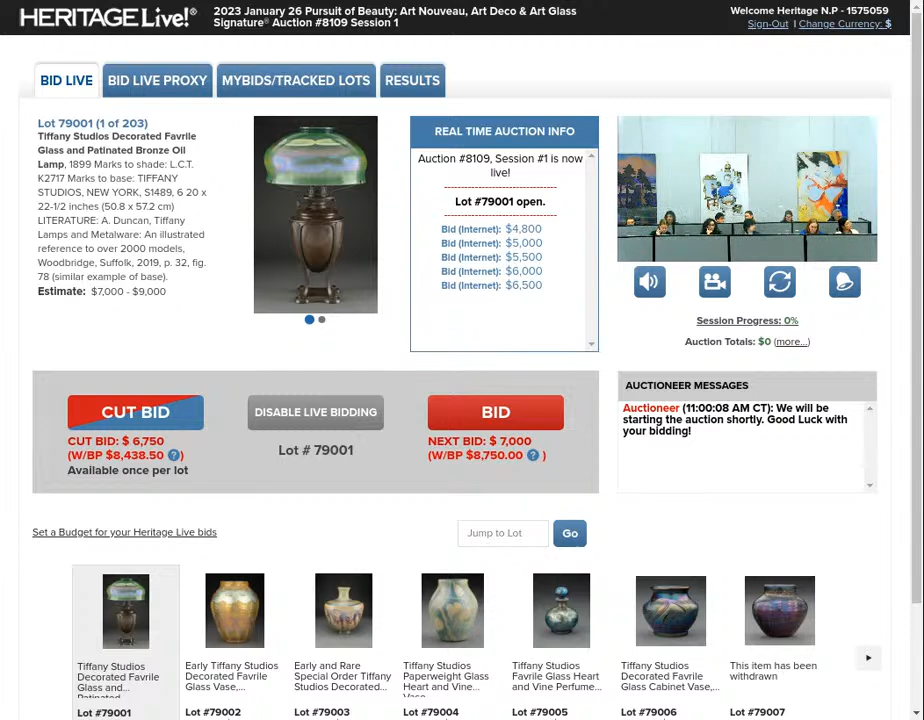 HERITAGE Live!®
2023 January 26 Pursuit of Beauty: Art Nouveau, Art Deco & Art Glass
Signature® Auction #8109 Session 1
Welcome Heritage N.P - 1575059
Sign-Out | Change Currency: $
BID LIVE
BID LIVE PROXY
MYBIDS/TRACKED LOTS
RESULTS
Lot 79001 (1 of 203)
Tiffany Studios Decorated Favrile
Glass and Patinated Bronze Oil
Lamp, 1899 Marks to shade: L.C.T.
K2717 Marks to base: TIFFANY
STUDIOS, NEW YORK, S1489, 6 20 x
22-1/2 inches (50.8 x 57.2 cm)
LITERATURE: A. Duncan, Tiffany
Lamps and Metalware: An illustrated
reference to over 2000 models,
Woodbridge, Suffolk, 2019, p. 32, fig.
78 (similar example of base).
Estimate: $7,000 - $9,000
REAL TIME AUCTION INFO
Auction #8109, Session #1 is now
live!
Lot #79001 open.
Bid (Internet): $4,800
Bid (Internet): $5,000
Bid (Internet): $5,500
Bid (Internet): $6,000
Bid (Internet): $6,500
Session Progress: 0%
Auction Totals: $0 (more...)
CUT BID
CUT BID: $ 6,750
(W/BP $8,438.50 ?)
Available once per lot
DISABLE LIVE BIDDING
Lot # 79001
BID
NEXT BID: $ 7,000
(W/BP $8,750.00 ? )
AUCTIONEER MESSAGES
Auctioneer (11:00:08 AM CT): We will be
starting the auction shortly. Good Luck with
your bidding!
Set a Budget for your Heritage Live bids
Jump to Lot
Go
Tiffany Studios
Decorated Favrile
Glass and...
Patinated
Lot #79001
Early Tiffany Studios
Decorated Favrile
Glass Vase,...
Lot #79002
Early and Rare
Special Order Tiffany
Studios Decorated...
Lot #79003
Tiffany Studios
Paperweight Glass
Heart and Vine...
Vase
Lot #79004
Tiffany Studios
Favrile Glass Heart
and Vine Perfume...
Lot #79005
Tiffany Studios
Decorated Favrile
Glass Cabinet Vase,...
Lot #79006
This item has been
withdrawn
Lot #79007